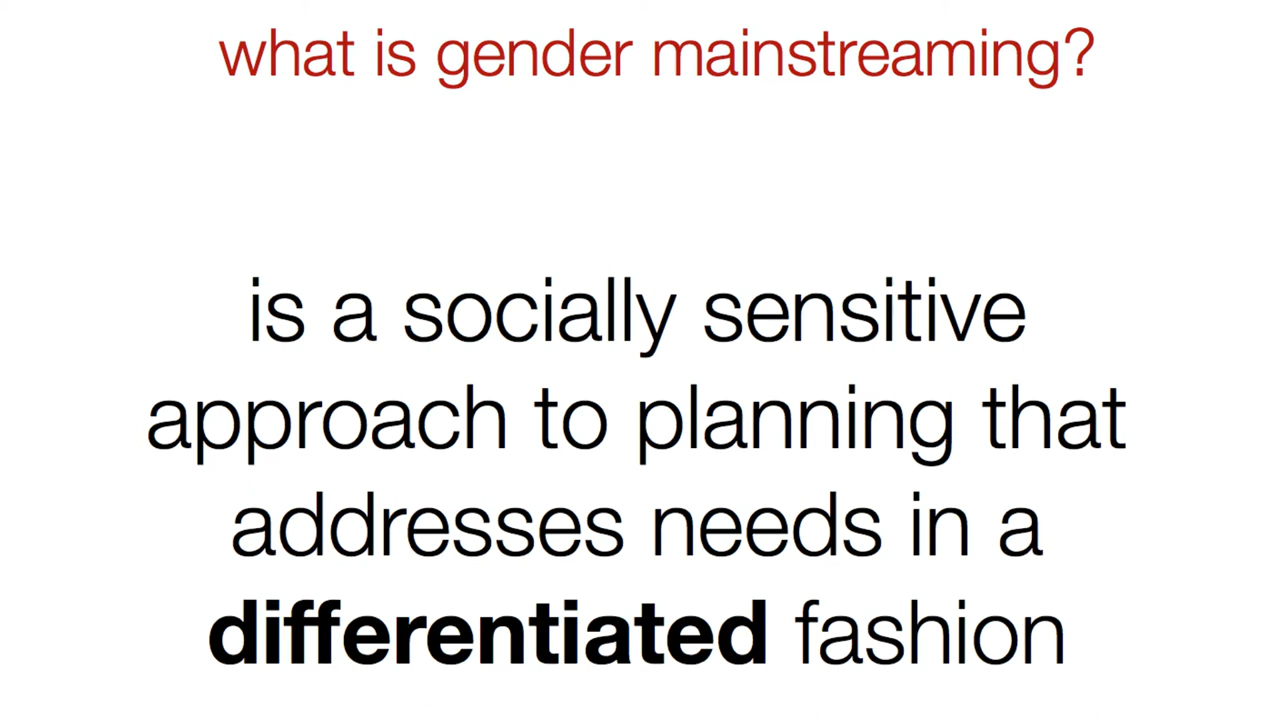 what is gender mainstreaming?
is a socially sensitive
approach to planning that
addresses needs in a
differentiated fashion